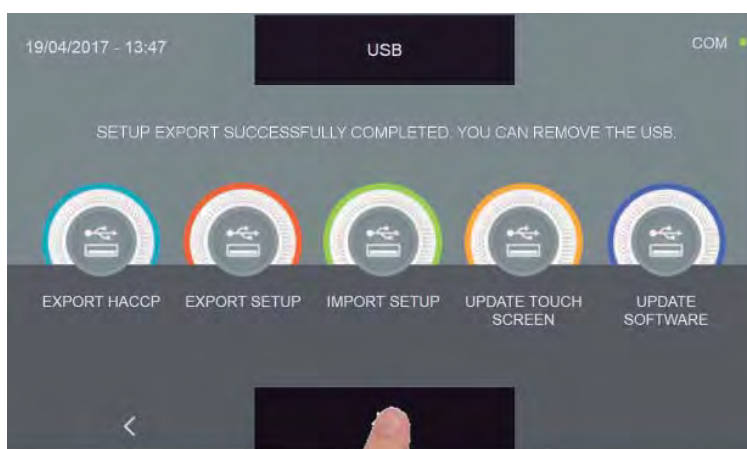 19/04/2017 - 13:47
USB
COM
SETUP EXPORT SUCCESSFULLY COMPLETED. YOU CAN REMOVE THE USB.
EXPORT HACCP
EXPORT SETUP
IMPORT SETUP
UPDATE TOUCH
SCREEN
UPDATE
SOFTWARE